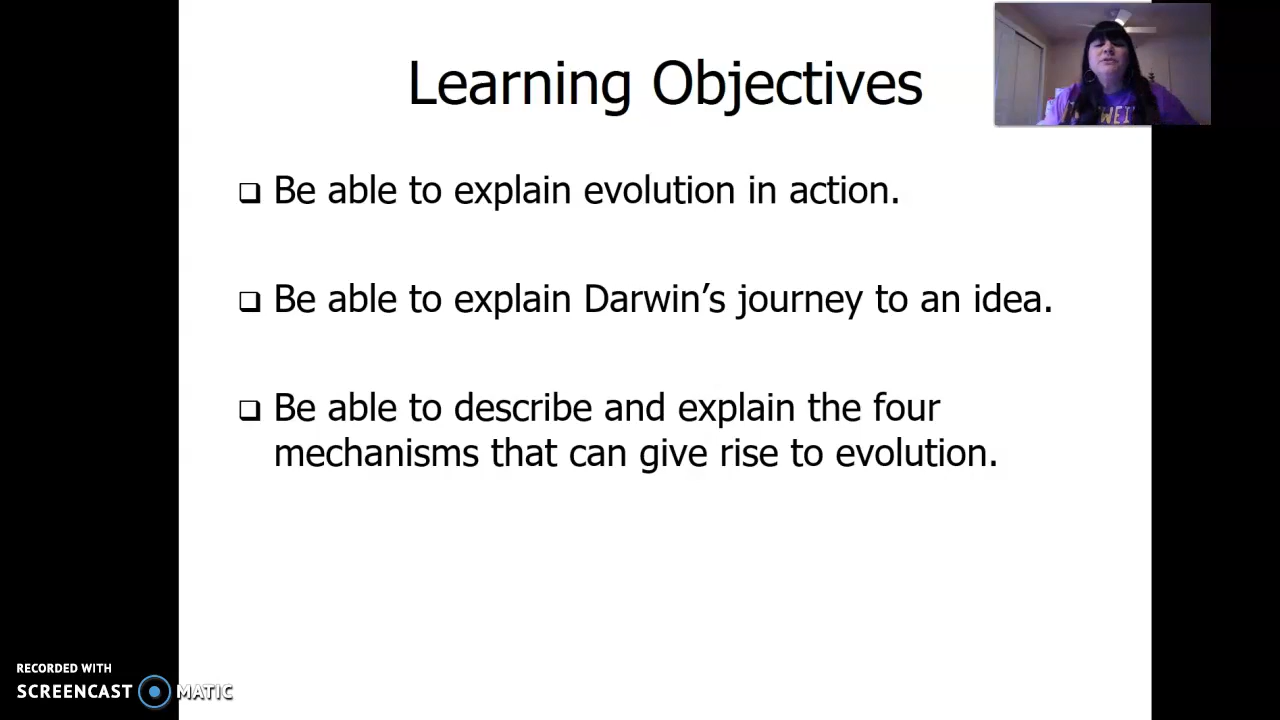 Learning Objectives
❑ Be able to explain evolution in action.
❑ Be able to explain Darwin’s journey to an idea.
❑ Be able to describe and explain the four
mechanisms that can give rise to evolution.
RECORDED WITH
SCREENCAST MATIC